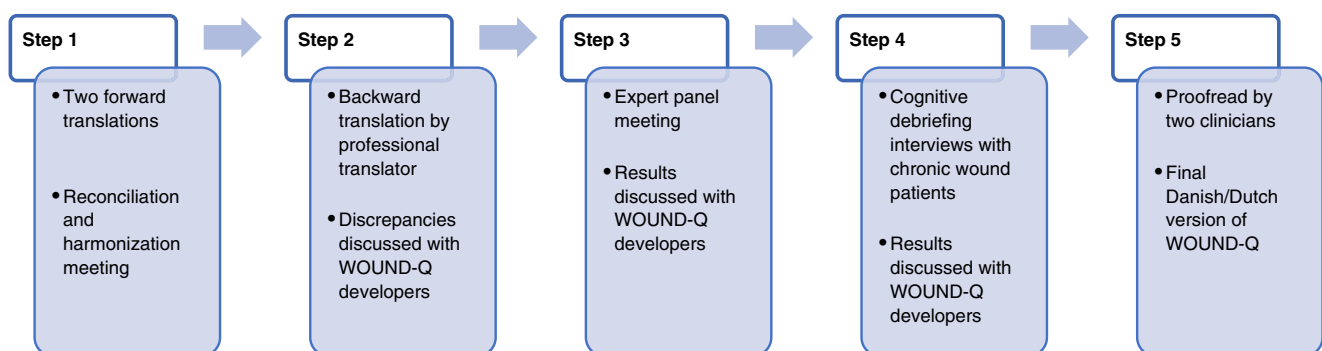 Step 1
• Two forward
translations
• Reconciliation
and
harmonization
meeting
Step 2
• Backward
translation by
professional
translator
• Discrepancies
discussed with
WOUND-Q
developers
Step 3
• Expert panel
meeting
• Results
discussed with
WOUND-Q
developers
Step 4
• Cognitive
debriefing
interviews with
chronic wound
patients
• Results
discussed with
WOUND-Q
developers
Step 5
• Proofread by
two clinicians
• Final
Danish/Dutch
version of
WOUND-Q